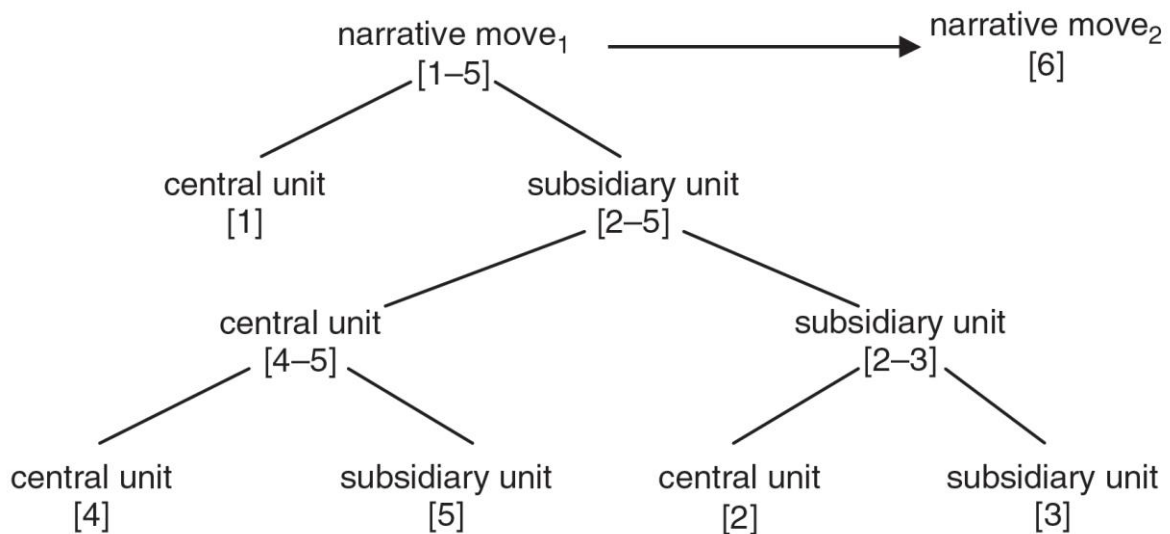 narrative move₁
[1–5]
narrative move₂
[6]
central unit
[1]
subsidiary unit
[2–5]
central unit
[4–5]
subsidiary unit
[2–3]
central unit
[4]
subsidiary unit
[5]
central unit
[2]
subsidiary unit
[3]